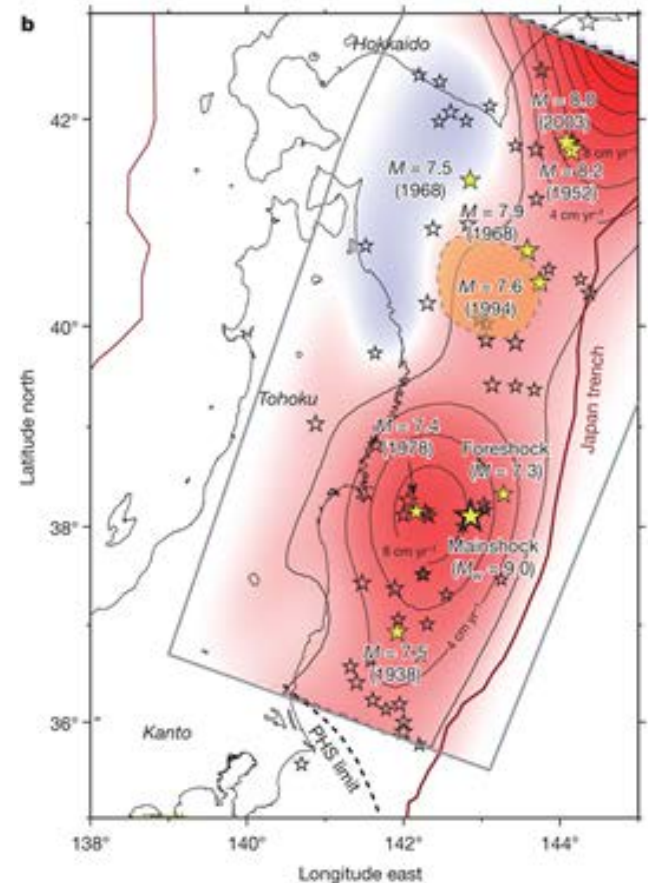 b
Hokkaido
42°
M = 8.0
(2003)
8 cm yr⁻¹
M = 8.2
(1952)
4 cm yr⁻¹
M = 7.5
(1968)
M = 7.9
(1968)
M = 7.6
(1994)
40°
Tohoku
Japan trench
Latitude north
M = 7.4
(1978)
Foreshock
(M = 7.3)
38°
8 cm yr⁻¹
Mainshock
(Mw = 9.0)
4 cm yr⁻¹
M = 7.5
(1938)
36°
Kanto
PHS limit
138°
140°
142°
144°
Longitude east